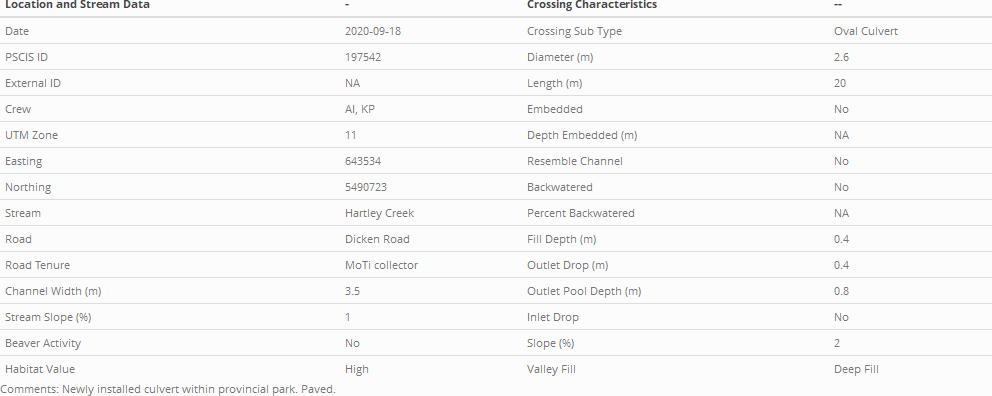 Location and Stream Data - Crossing Characteristics --
Date 2020-09-18 Crossing Sub Type Oval Culvert
PSCIS ID 197542 Diameter (m) 2.6
External ID NA Length (m) 20
Crew AI, KP Embedded No
UTM Zone 11 Depth Embedded (m) NA
Easting 643534 Resemble Channel No
Northing 5490723 Backwatered No
Stream Hartley Creek Percent Backwatered NA
Road Dicken Road Fill Depth (m) 0.4
Road Tenure MoTi collector Outlet Drop (m) 0.4
Channel Width (m) 3.5 Outlet Pool Depth (m) 0.8
Stream Slope (%) 1 Inlet Drop No
Beaver Activity No Slope (%) 2
Habitat Value High Valley Fill Deep Fill
Comments: Newly installed culvert within provincial park. Paved.